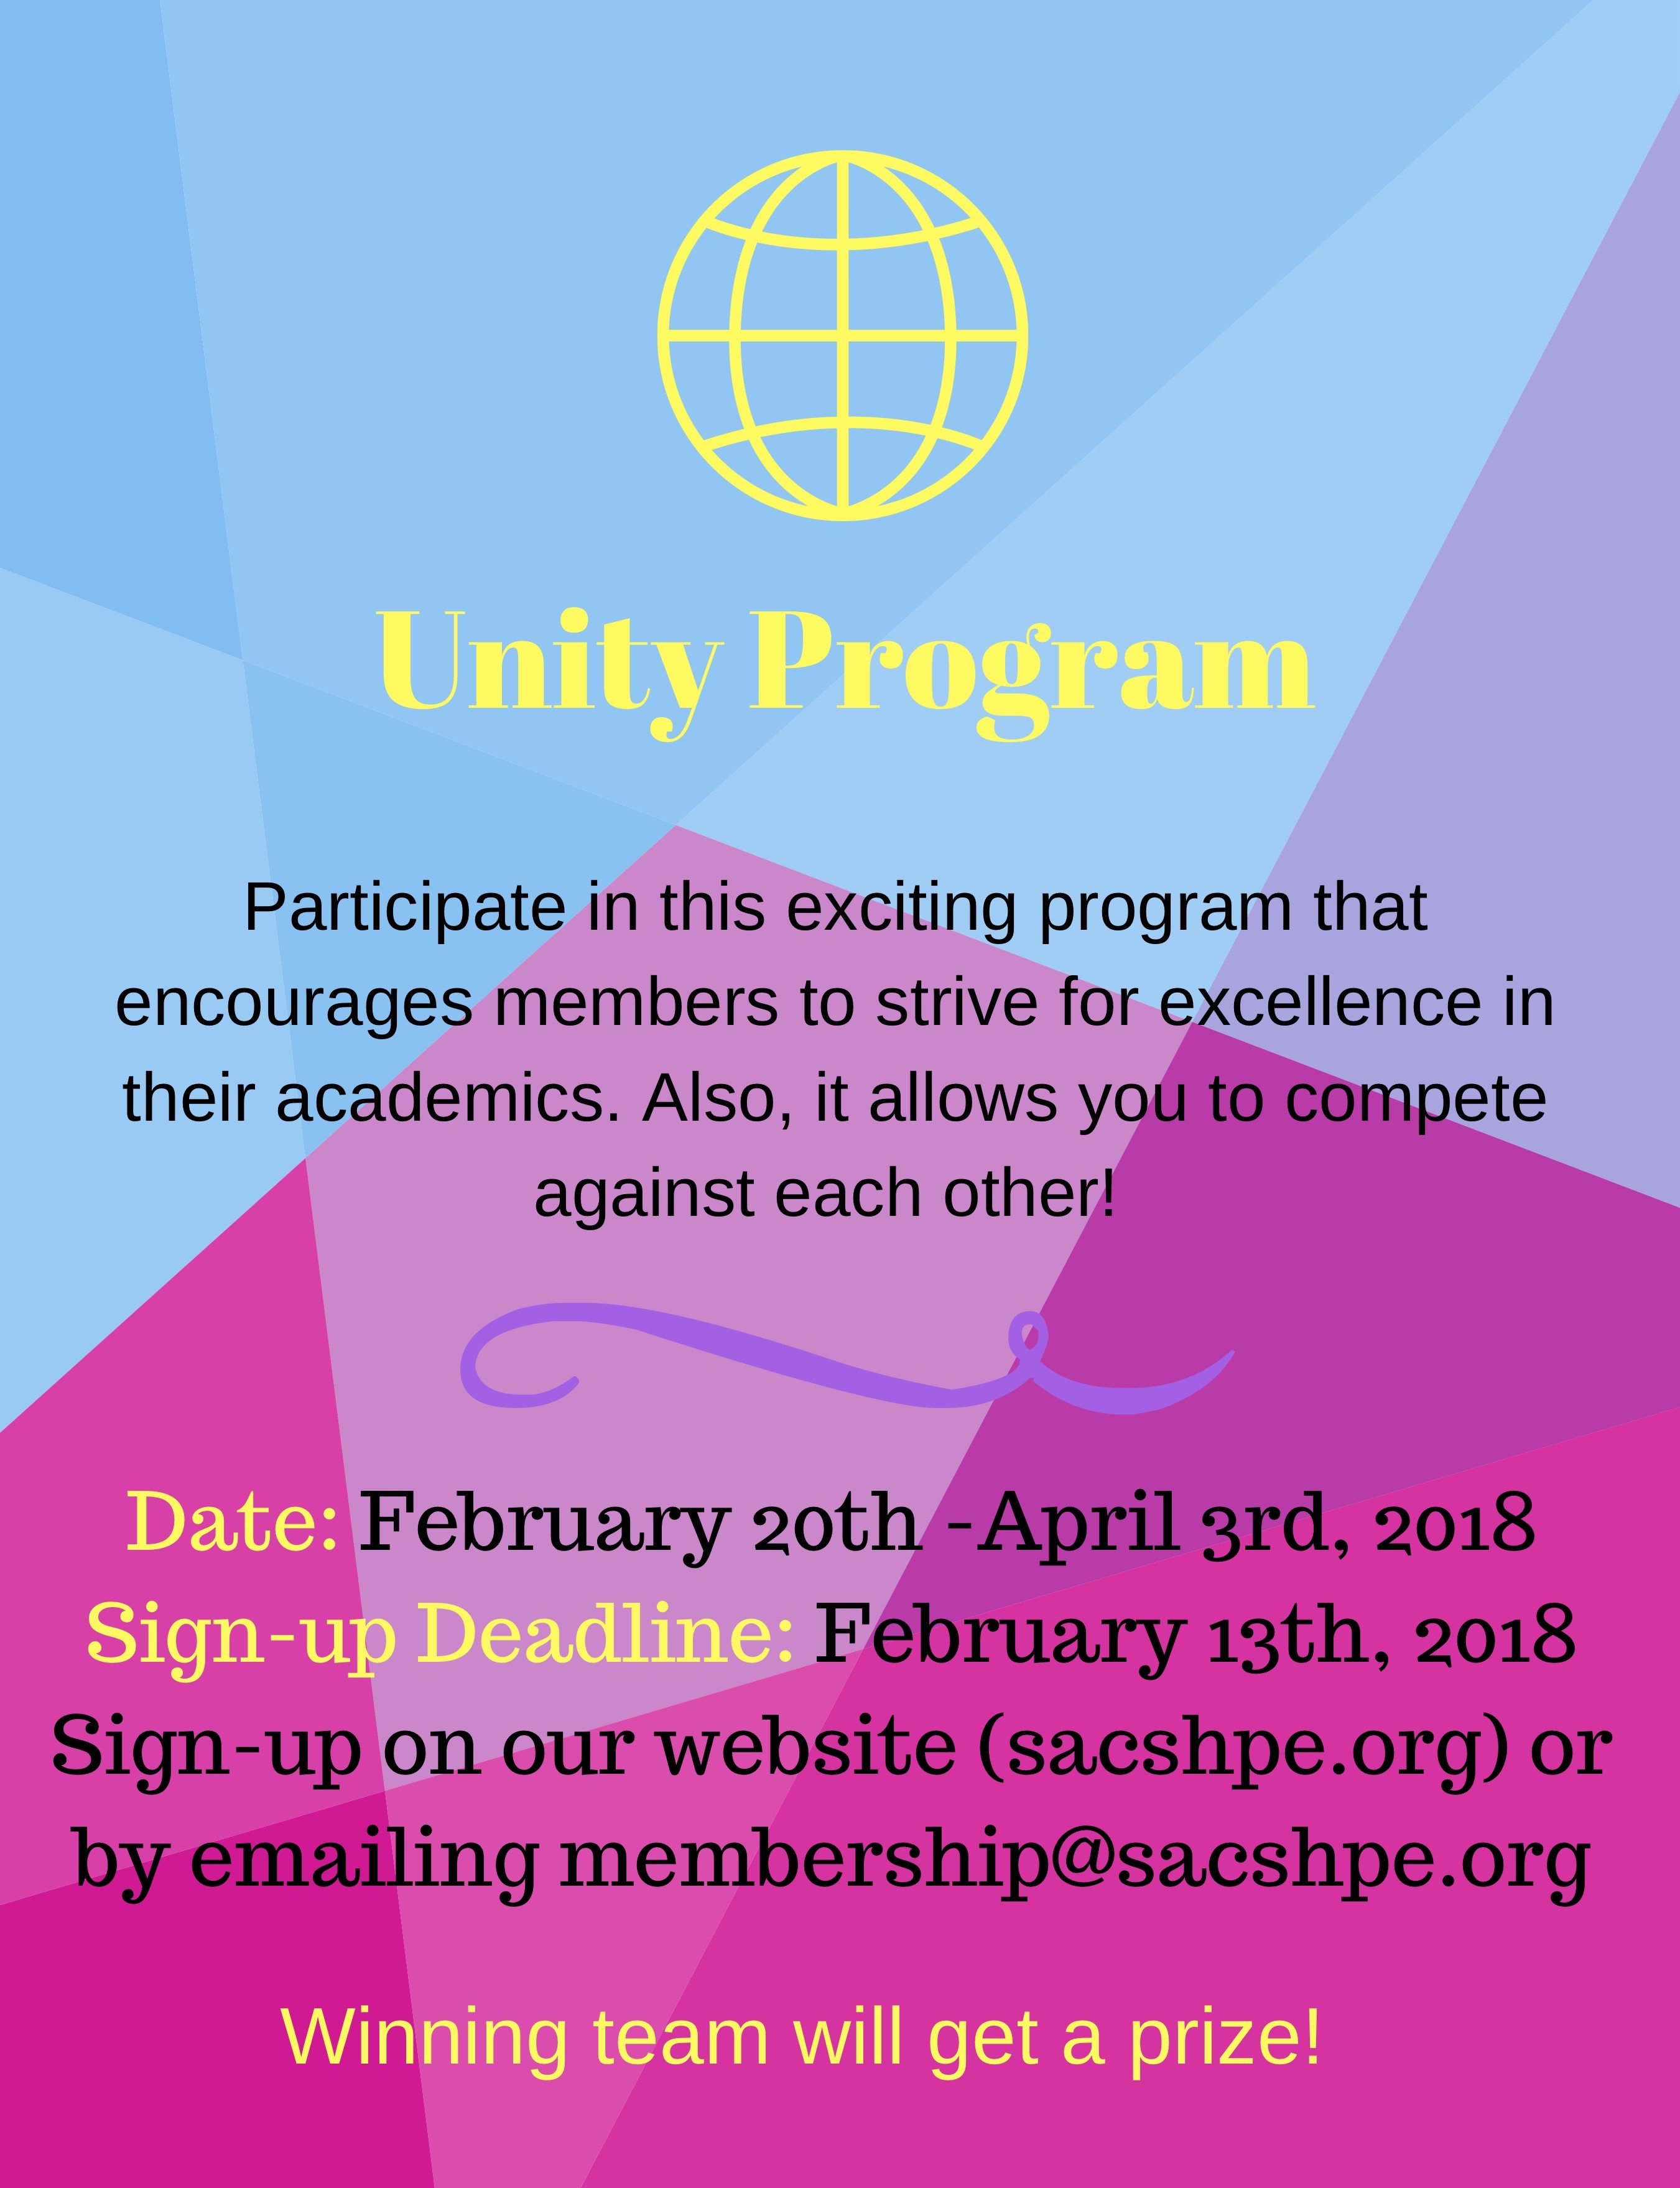 Unity Program
Participate in this exciting program that
encourages members to strive for excellence in
their academics. Also, it allows you to compete
against each other!
Date: February 20th -April 3rd, 2018
Sign-up Deadline: February 13th, 2018
Sign-up on our website (sacshpe.org) or
by emailing membership@sacshpe.org
Winning team will get a prize!